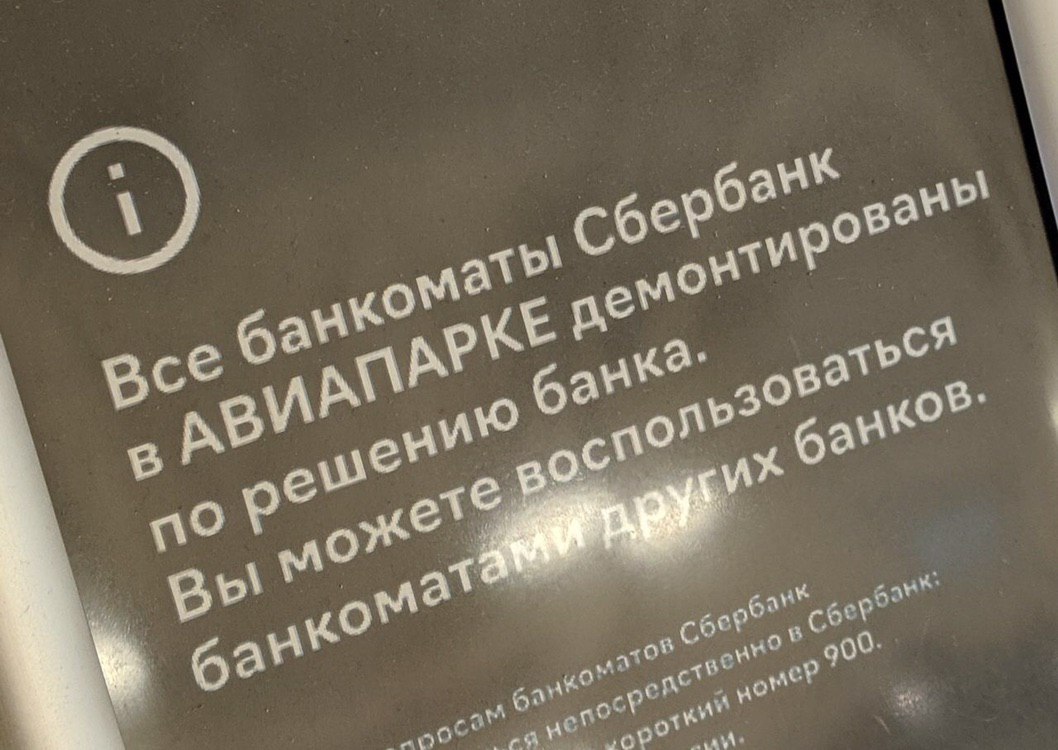 i
Все банкоматы Сбербанк
в АВИАПАРКЕ демонтированы
по решению банка.
Вы можете воспользоваться
банкоматами других банков.
банкоматов Сбербанк
непосредственно в Сбербанк:
короткий номер 900.